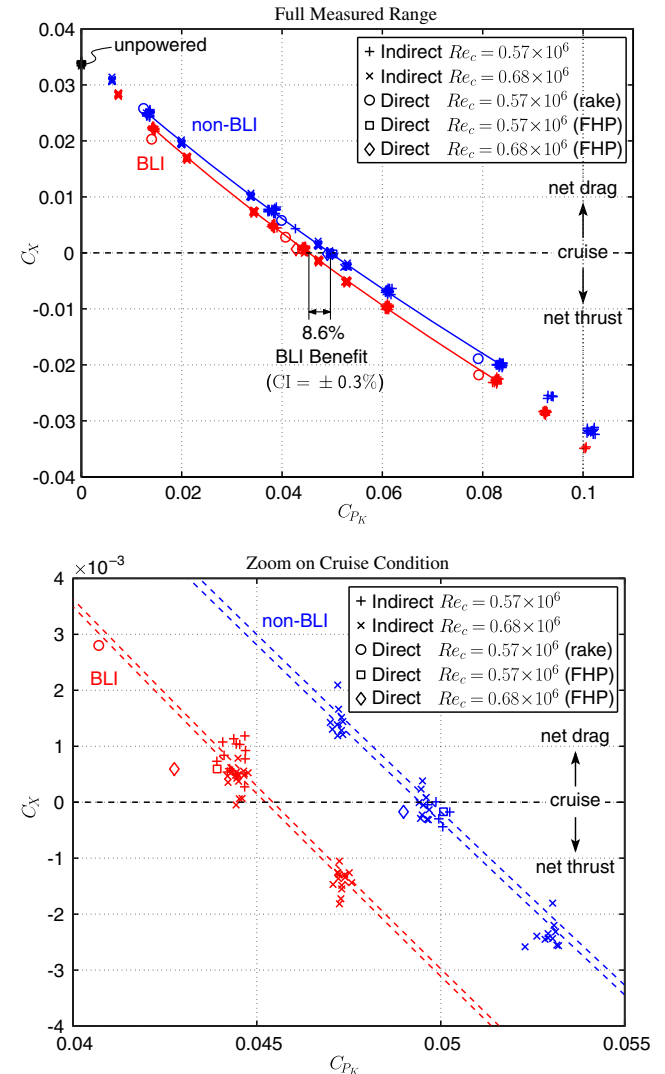 Full Measured Range
0.04
0.03
0.02
0.01
0
-0.01
-0.02
-0.03
-0.04
C_X
unpowered
non-BLI
BLI
+ Indirect Re_c = 0.57×10^6
× Indirect Re_c = 0.68×10^6
○ Direct Re_c = 0.57×10^6 (rake)
□ Direct Re_c = 0.57×10^6 (FHP)
◇ Direct Re_c = 0.68×10^6 (FHP)
net drag
cruise
net thrust
8.6%
BLI Benefit
(CI = ± 0.3%)
0 0.02 0.04 0.06 0.08 0.1
C_{P_K}
Zoom on Cruise Condition
×10^{-3}
4
3
2
1
0
-1
-2
-3
-4
C_X
non-BLI
BLI
+ Indirect Re_c = 0.57×10^6
× Indirect Re_c = 0.68×10^6
○ Direct Re_c = 0.57×10^6 (rake)
□ Direct Re_c = 0.57×10^6 (FHP)
◇ Direct Re_c = 0.68×10^6 (FHP)
net drag
cruise
net thrust
0.04 0.045 0.05 0.055
C_{P_K}